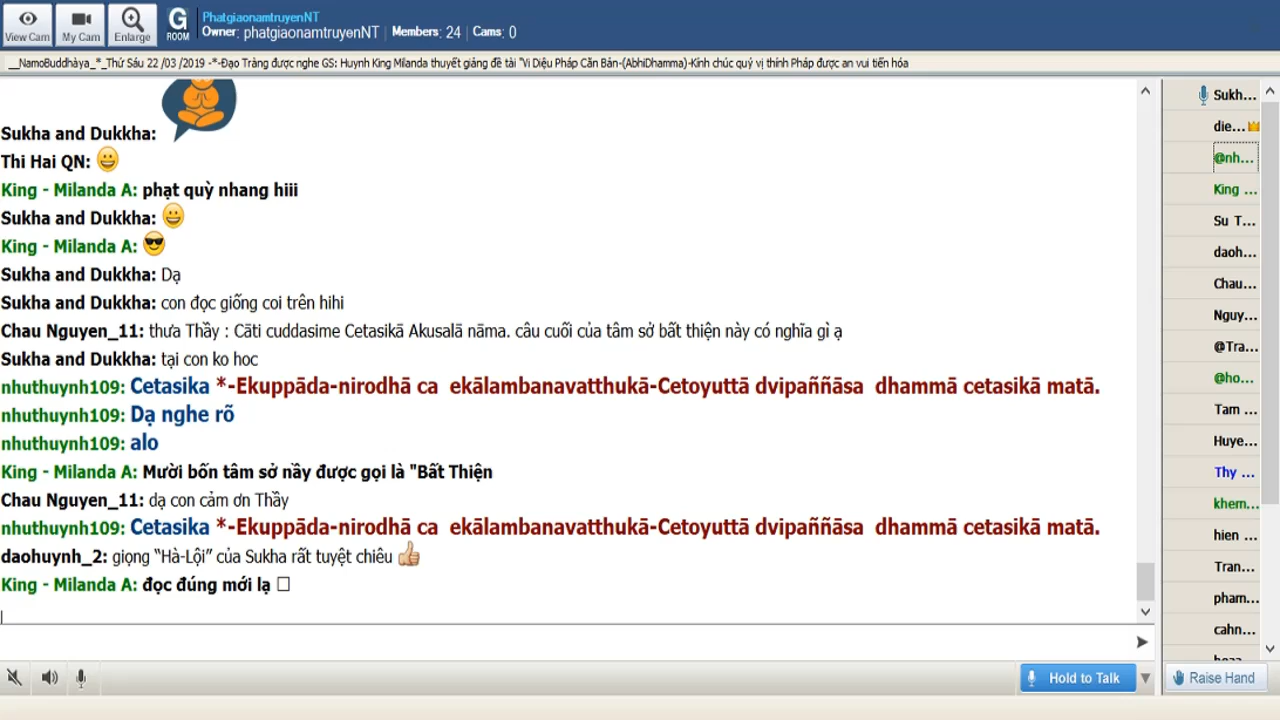 View Cam
My Cam
Enlarge
G
ROOM
PhatgiaonamtruyenNT
Owner: phatgiaonamtruyenNT | Members: 24 | Cams: 0
__NamoBuddhàya_*_Thứ Sáu 22 /03 /2019 -*-Đạo Tràng được nghe GS: Huynh King Milanda thuyết giảng đề tài "Vi Diệu Pháp Căn Bản-(AbhiDhamma)-Kính chúc quý vị thính Pháp được an vui tiến hóa
Sukha and Dukkha:
Thi Hai QN:
King - Milanda A: phạt quỳ nhang hiii
Sukha and Dukkha:
King - Milanda A:
Sukha and Dukkha: Dạ
Sukha and Dukkha: con đọc giống coi trên hihi
Chau Nguyen_11: thưa Thầy : Cāti cuddasime Cetasikā Akusalā nāma. câu cuối của tâm sở bất thiện này có nghĩa gì ạ
Sukha and Dukkha: tại con ko hoc
nhuthuynh109: Cetasika *-Ekuppāda-nirodhā ca ekālambanavatthukā-Cetoyuttā dvipaññāsa dhammā cetasikā matā.
nhuthuynh109: Dạ nghe rõ
nhuthuynh109: alo
King - Milanda A: Mười bốn tâm sở nầy được gọi là "Bất Thiện
Chau Nguyen_11: dạ con cảm ơn Thầy
nhuthuynh109: Cetasika *-Ekuppāda-nirodhā ca ekālambanavatthukā-Cetoyuttā dvipaññāsa dhammā cetasikā matā.
daohuynh_2: giọng “Hà-Lội” của Sukha rất tuyệt chiêu
King - Milanda A: đọc đúng mới lạ
Sukh...
die...
@nh...
King ...
Su T...
daoh...
Chau...
Nguy...
@Tra...
@ho...
Tam ...
Huye...
Thy ...
khem...
hien ...
Tran...
pham...
cahn...
Hold to Talk
Raise Hand